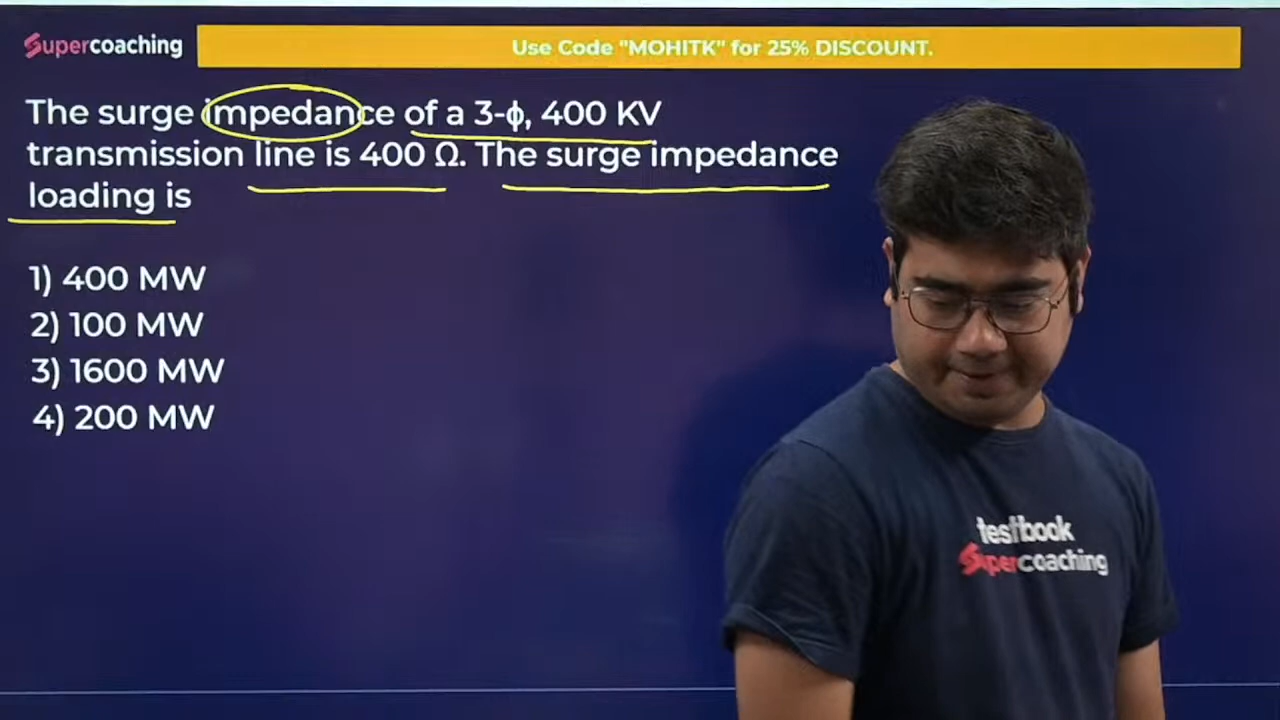 Supercoaching
Use Code "MOHITK" for 25% DISCOUNT.
The surge impedance of a 3-ϕ, 400 KV
transmission line is 400 Ω. The surge impedance
loading is
1) 400 MW
2) 100 MW
3) 1600 MW
4) 200 MW
testbook
Supercoaching